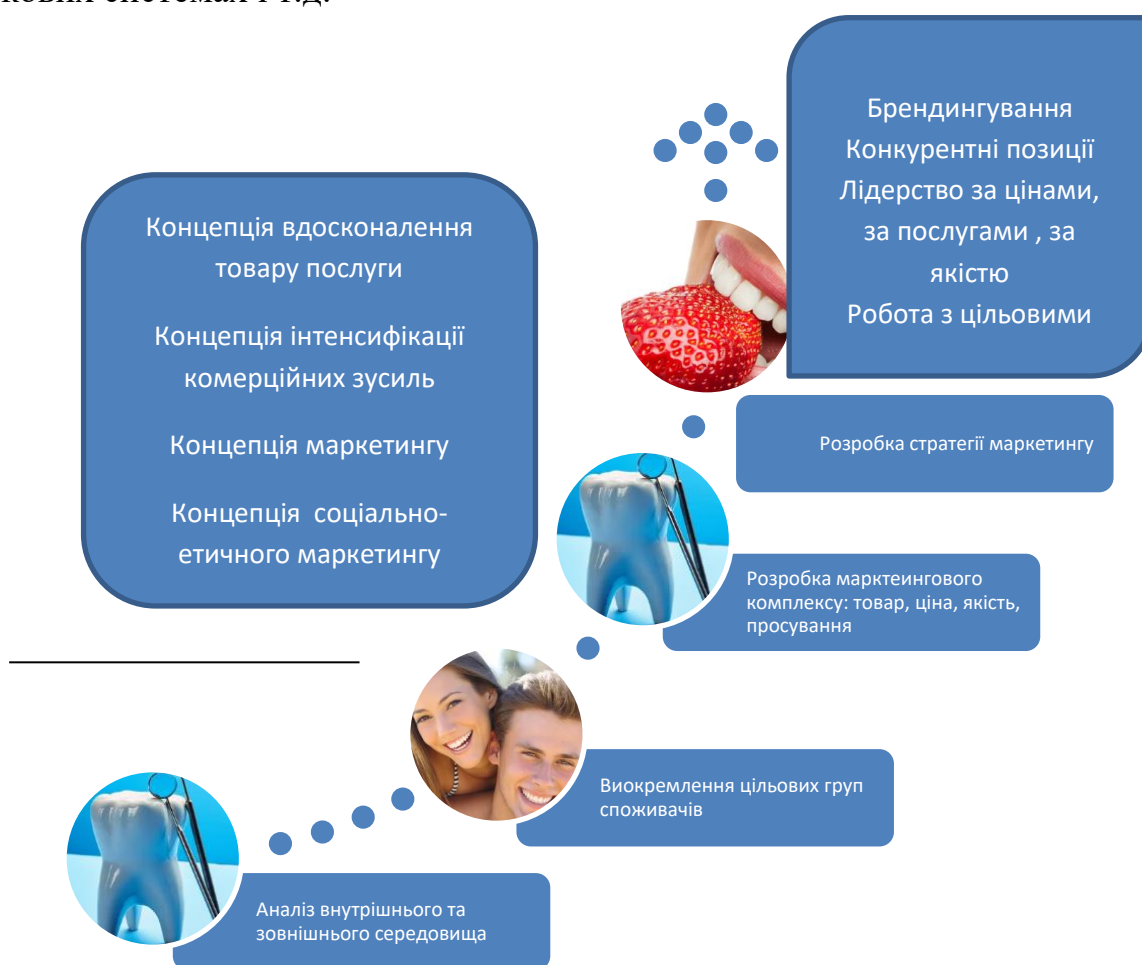 Брендингування
Конкурентні позиції
Лідерство за цінами,
за послугами , за
якістю
Робота з цільовими
Концепція вдосконалення
товару послуги
Концепція інтенсифікації
комерційних зусиль
Концепція маркетингу
Концепція соціально-
етичного маркетингу
Розробка стратегії маркетингу
Розробка марктеингового
комплексу: товар, ціна, якість,
просування
Виокремлення цільових груп
споживачів
Аналіз внутрішнього та
зовнішнього середовища